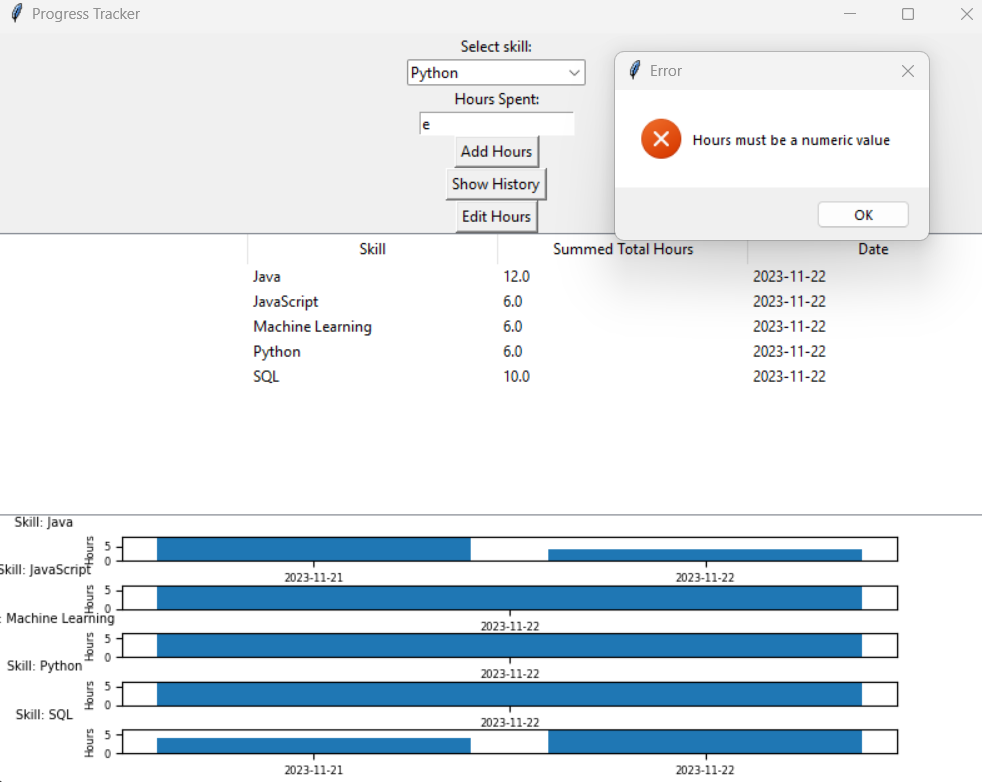 Progress Tracker
Select skill:
Python
Error
Hours Spent:
e
Hours must be a numeric value
Add Hours
Show History
Edit Hours
OK
Skill Summed Total Hours Date
Java 12.0 2023-11-22
JavaScript 6.0 2023-11-22
Machine Learning 6.0 2023-11-22
Python 6.0 2023-11-22
SQL 10.0 2023-11-22
Skill: Java
Hours
5
0
2023-11-21 2023-11-22
Skill: JavaScript
Hours
5
0
2023-11-22
: Machine Learning
Hours
5
0
2023-11-22
Skill: Python
Hours
5
0
2023-11-22
Skill: SQL
Hours
5
0
2023-11-21 2023-11-22